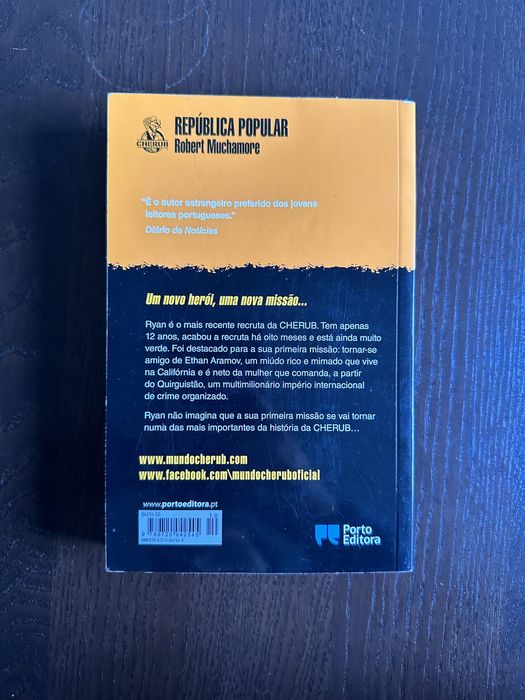 CHERUB
REPÚBLICA POPULAR
Robert Muchamore
“É o autor estrangeiro preferido dos jovens
leitores portugueses.”
Diário de Notícias
Um novo herói, uma nova missão...
Ryan é o mais recente recruta da CHERUB. Tem apenas
12 anos, acabou a recruta há oito meses e está ainda muito
verde. Foi destacado para a sua primeira missão: tornar-se
amigo de Ethan Aramov, um miúdo rico e mimado que vive
na Califórnia e é neto da mulher que comanda, a partir
do Quirguistão, um multimilionário império internacional
de crime organizado.
Ryan não imagina que a sua primeira missão se vai tornar
numa das mais importantes da história da CHERUB...
www.mundocherub.com
www.facebook.com\mundocheruboficial
www.portoeditora.pt
10
Porto
Editora